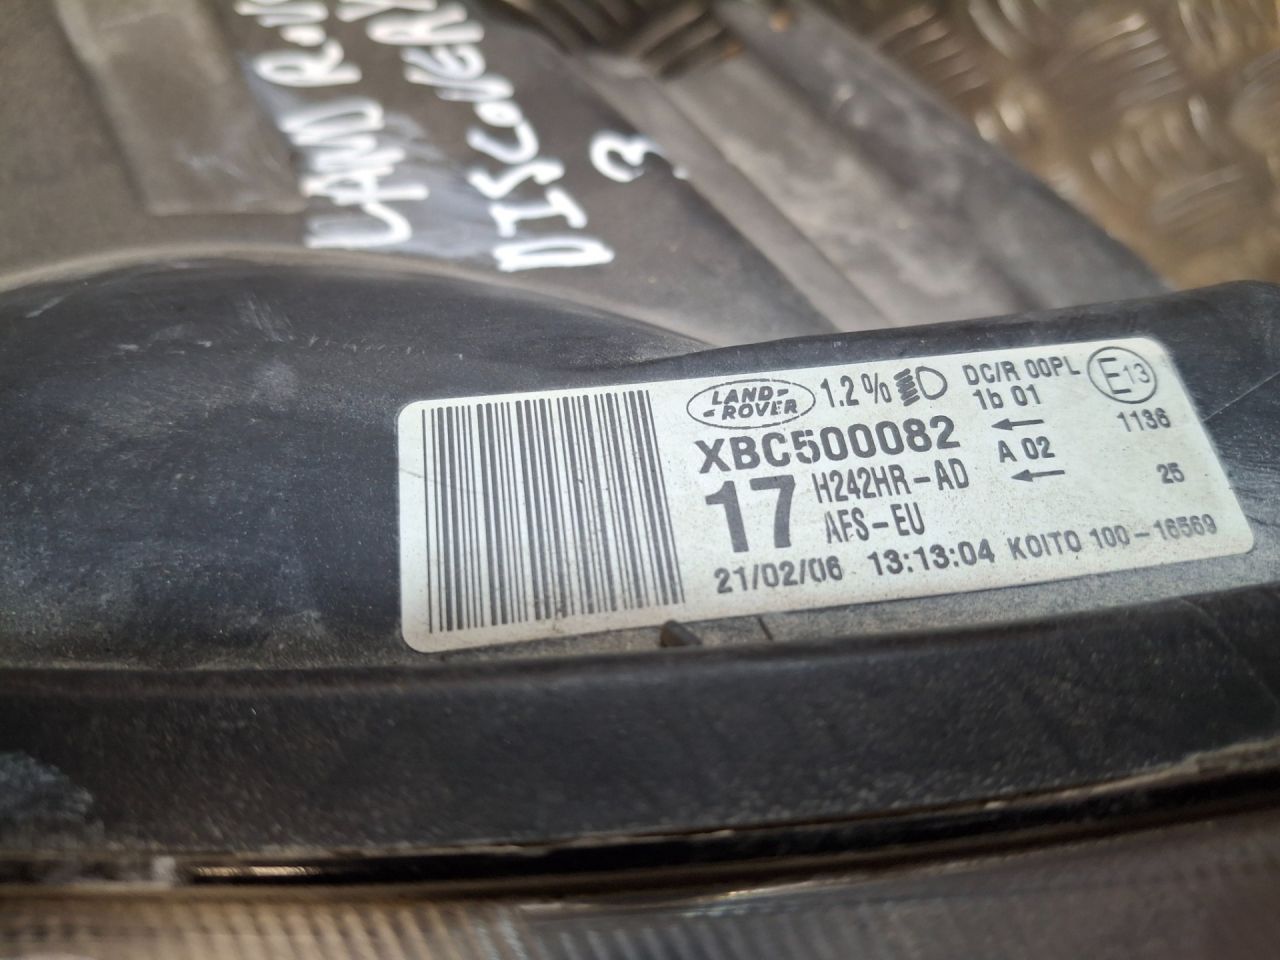 LAND
DISCOVERY
3
LAND-
-ROVER
1.2%
DC/R 00PL
1b 01
E13
XBC500082
←
1136
17
H242HR-AD
A 02
←
25
AFS-EU
21/02/06 13:13:04 KOITO 100-16569